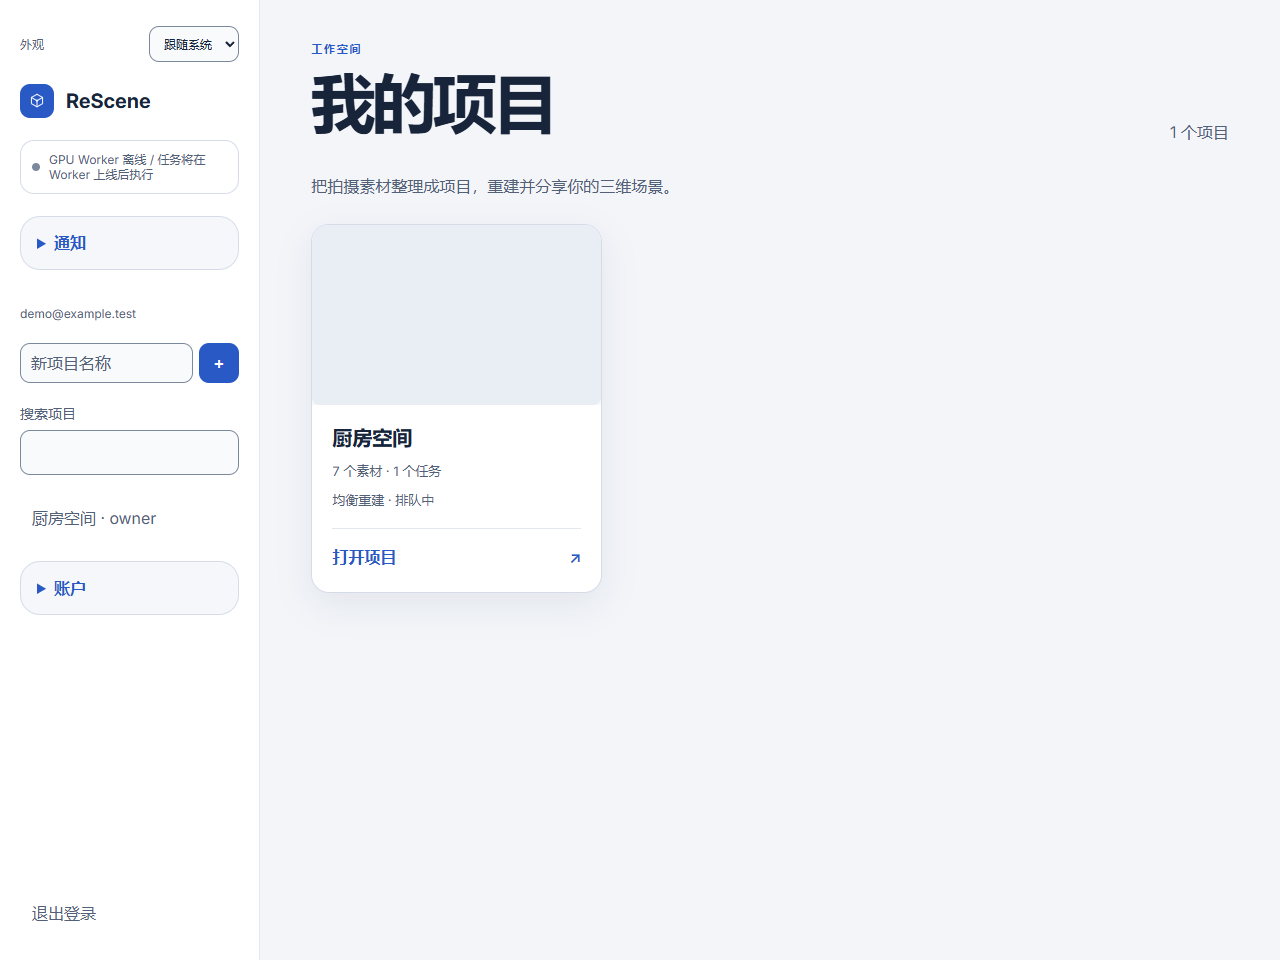 外观
跟随系统
ReScene
GPU Worker 离线 / 任务将在
Worker 上线后执行
通知
demo@example.test
新项目名称
+
搜索项目
厨房空间 · owner
账户
退出登录
工作空间
我的项目
1 个项目
把拍摄素材整理成项目，重建并分享你的三维场景。
厨房空间
7 个素材 · 1 个任务
均衡重建 · 排队中
打开项目